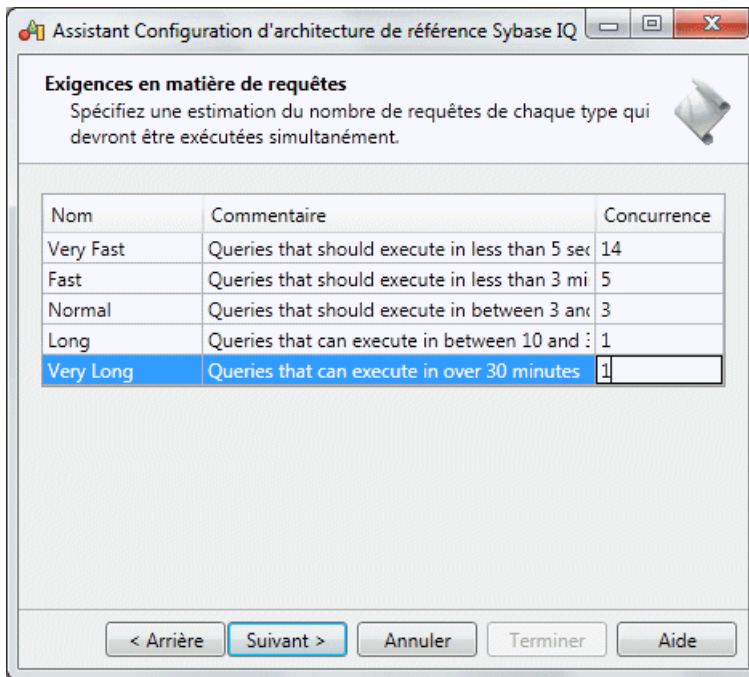 Assistant Configuration d'architecture de référence Sybase IQ
Exigences en matière de requêtes
Spécifiez une estimation du nombre de requêtes de chaque type qui
devront être exécutées simultanément.
Nom Commentaire Concurrence
Very Fast Queries that should execute in less than 5 sec 14
Fast Queries that should execute in less than 3 mi 5
Normal Queries that should execute in between 3 and 3
Long Queries that can execute in between 10 and 1
Very Long Queries that can execute in over 30 minutes 1
< Arrière Suivant > Annuler Terminer Aide